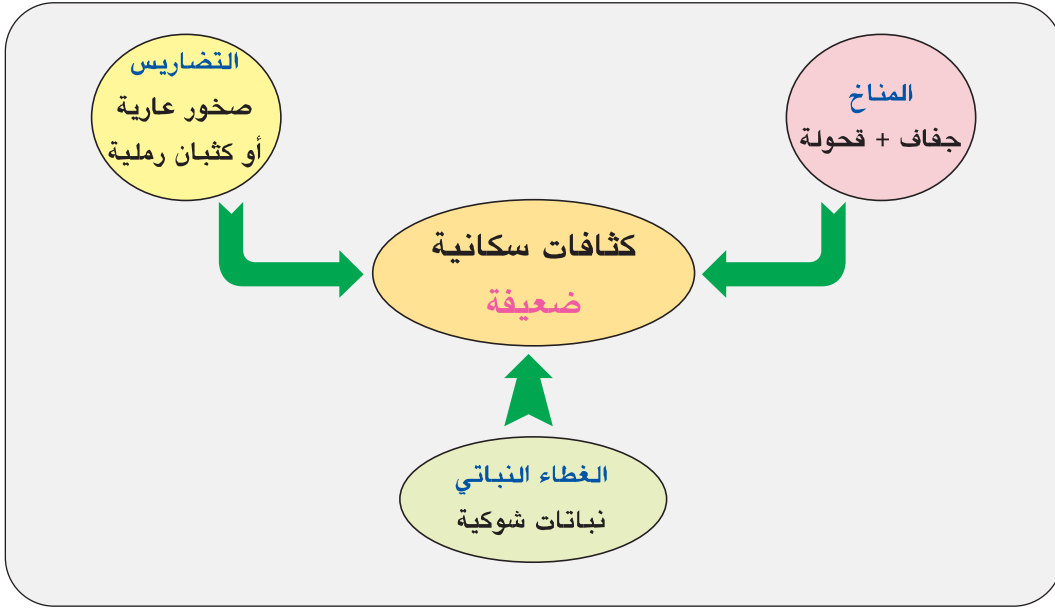 المناخ
جفاف + قحولة
التضاريس
صخور عارية
أو كثبان رملية
كثافات سكانية
ضعيفة
الغطاء النباتي
نباتات شوكية